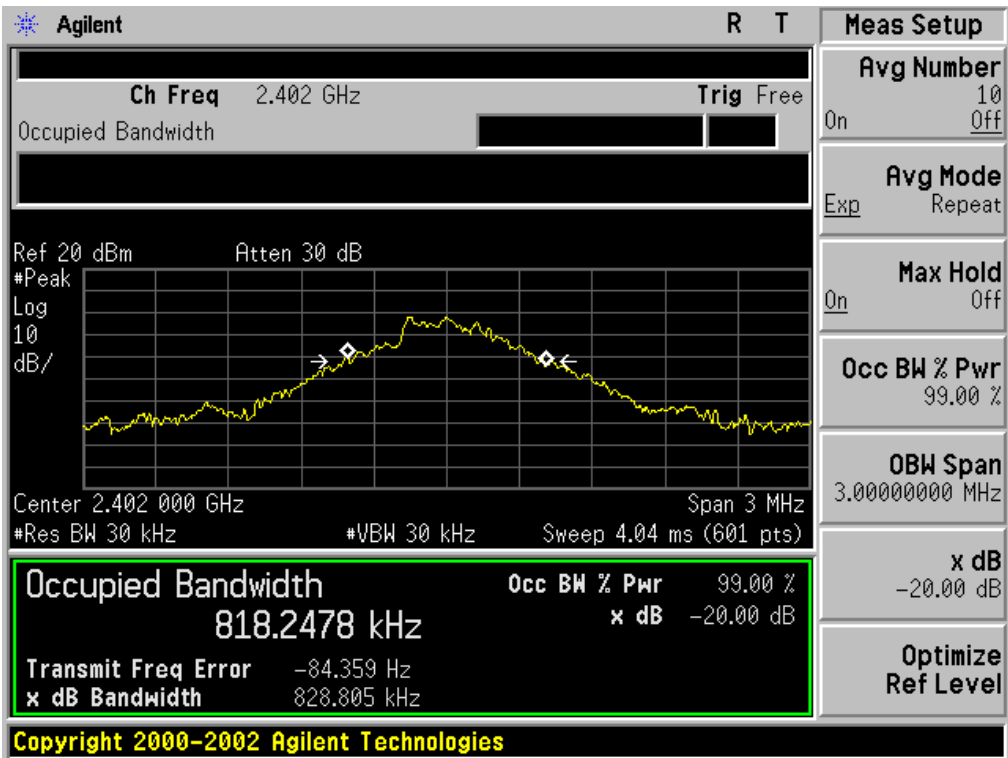 Agilent R T
Ch Freq 2.402 GHz Trig Free
Occupied Bandwidth
Ref 20 dBm Atten 30 dB
#Peak
Log
10
dB/
Center 2.402 000 GHz Span 3 MHz
#Res BW 30 kHz #VBW 30 kHz Sweep 4.04 ms (601 pts)
Occupied Bandwidth
818.2478 kHz
Occ BW % Pwr 99.00 %
x dB -20.00 dB
Transmit Freq Error -84.359 Hz
x dB Bandwidth 828.805 kHz
Copyright 2000-2002 Agilent Technologies
Meas Setup
Avg Number
10
On Off
Avg Mode
Exp Repeat
Max Hold
On Off
Occ BW % Pwr
99.00 %
OBW Span
3.00000000 MHz
x dB
-20.00 dB
Optimize
Ref Level